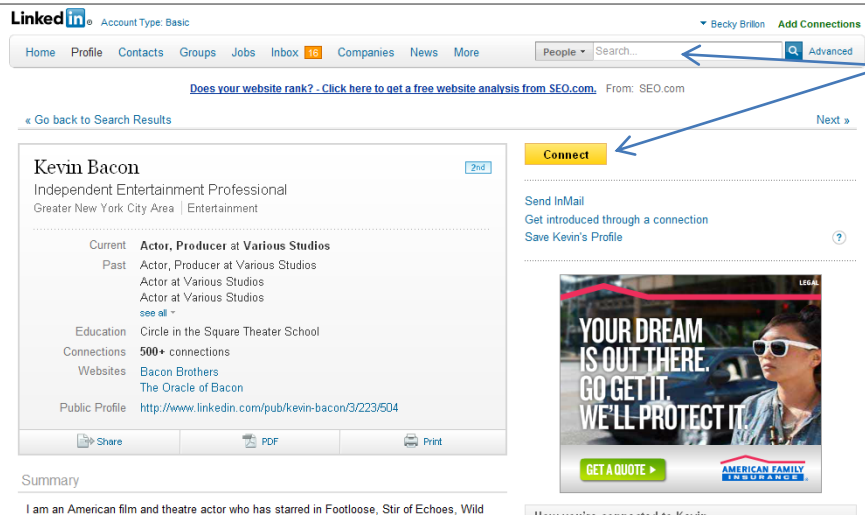 Linked in® Account Type: Basic
Becky Brillon Add Connections
Home Profile Contacts Groups Jobs Inbox 16 Companies News More
People Search... Advanced
Does your website rank? - Click here to get a free website analysis from SEO.com. From: SEO.com
« Go back to Search Results
Next »
Kevin Bacon
2nd
Independent Entertainment Professional
Greater New York City Area | Entertainment
Current Actor, Producer at Various Studios
Past Actor, Producer at Various Studios
Actor at Various Studios
Actor at Various Studios
see all
Education Circle in the Square Theater School
Connections 500+ connections
Websites Bacon Brothers
The Oracle of Bacon
Public Profile http://www.linkedin.com/pub/kevin-bacon/3/223/504
Share PDF Print
Summary
I am an American film and theatre actor who has starred in Footloose, Stir of Echoes, Wild
Connect
Send InMail
Get introduced through a connection
Save Kevin's Profile ?
LEGAL
YOUR DREAM
IS OUT THERE.
GO GET IT.
WE'LL PROTECT IT.
GET A QUOTE
AMERICAN FAMILY
INSURANCE
How you're connected to Kevin